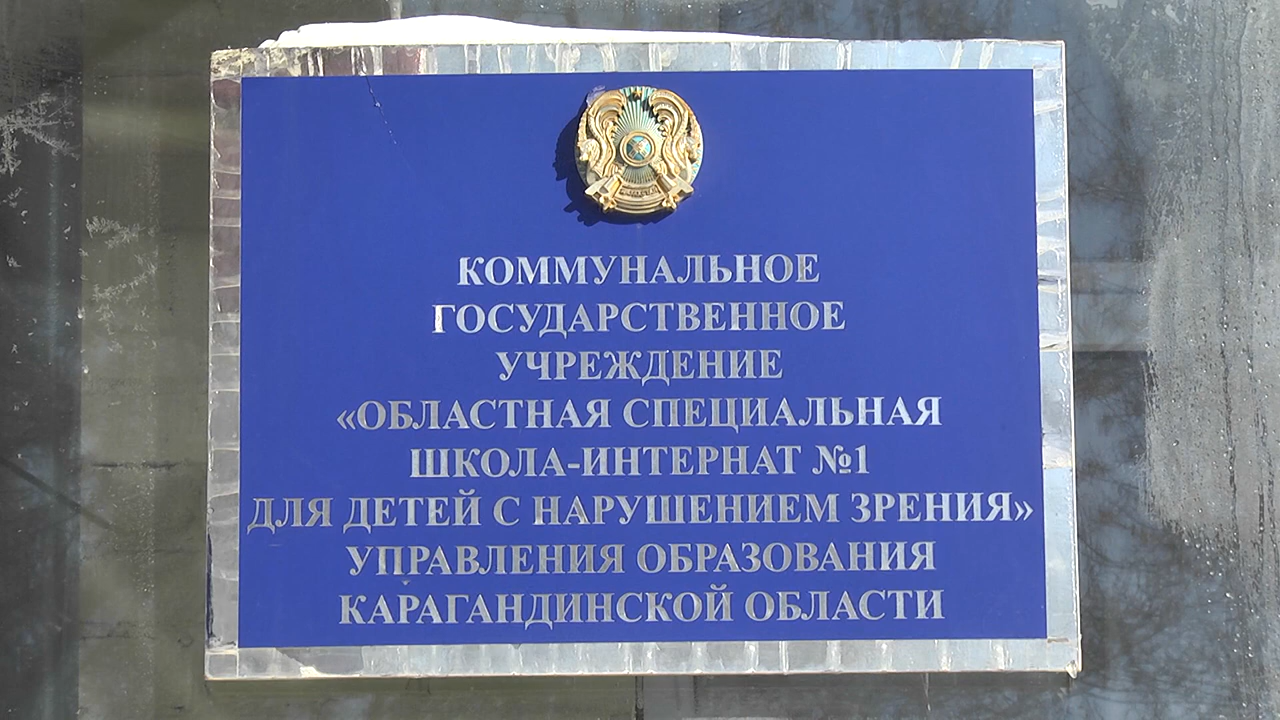 КОММУНАЛЬНОЕ
ГОСУДАРСТВЕННОЕ
УЧРЕЖДЕНИЕ
«ОБЛАСТНАЯ СПЕЦИАЛЬНАЯ
ШКОЛА-ИНТЕРНАТ №1
ДЛЯ ДЕТЕЙ С НАРУШЕНИЕМ ЗРЕНИЯ»
УПРАВЛЕНИЯ ОБРАЗОВАНИЯ
КАРАГАНДИНСКОЙ ОБЛАСТИ